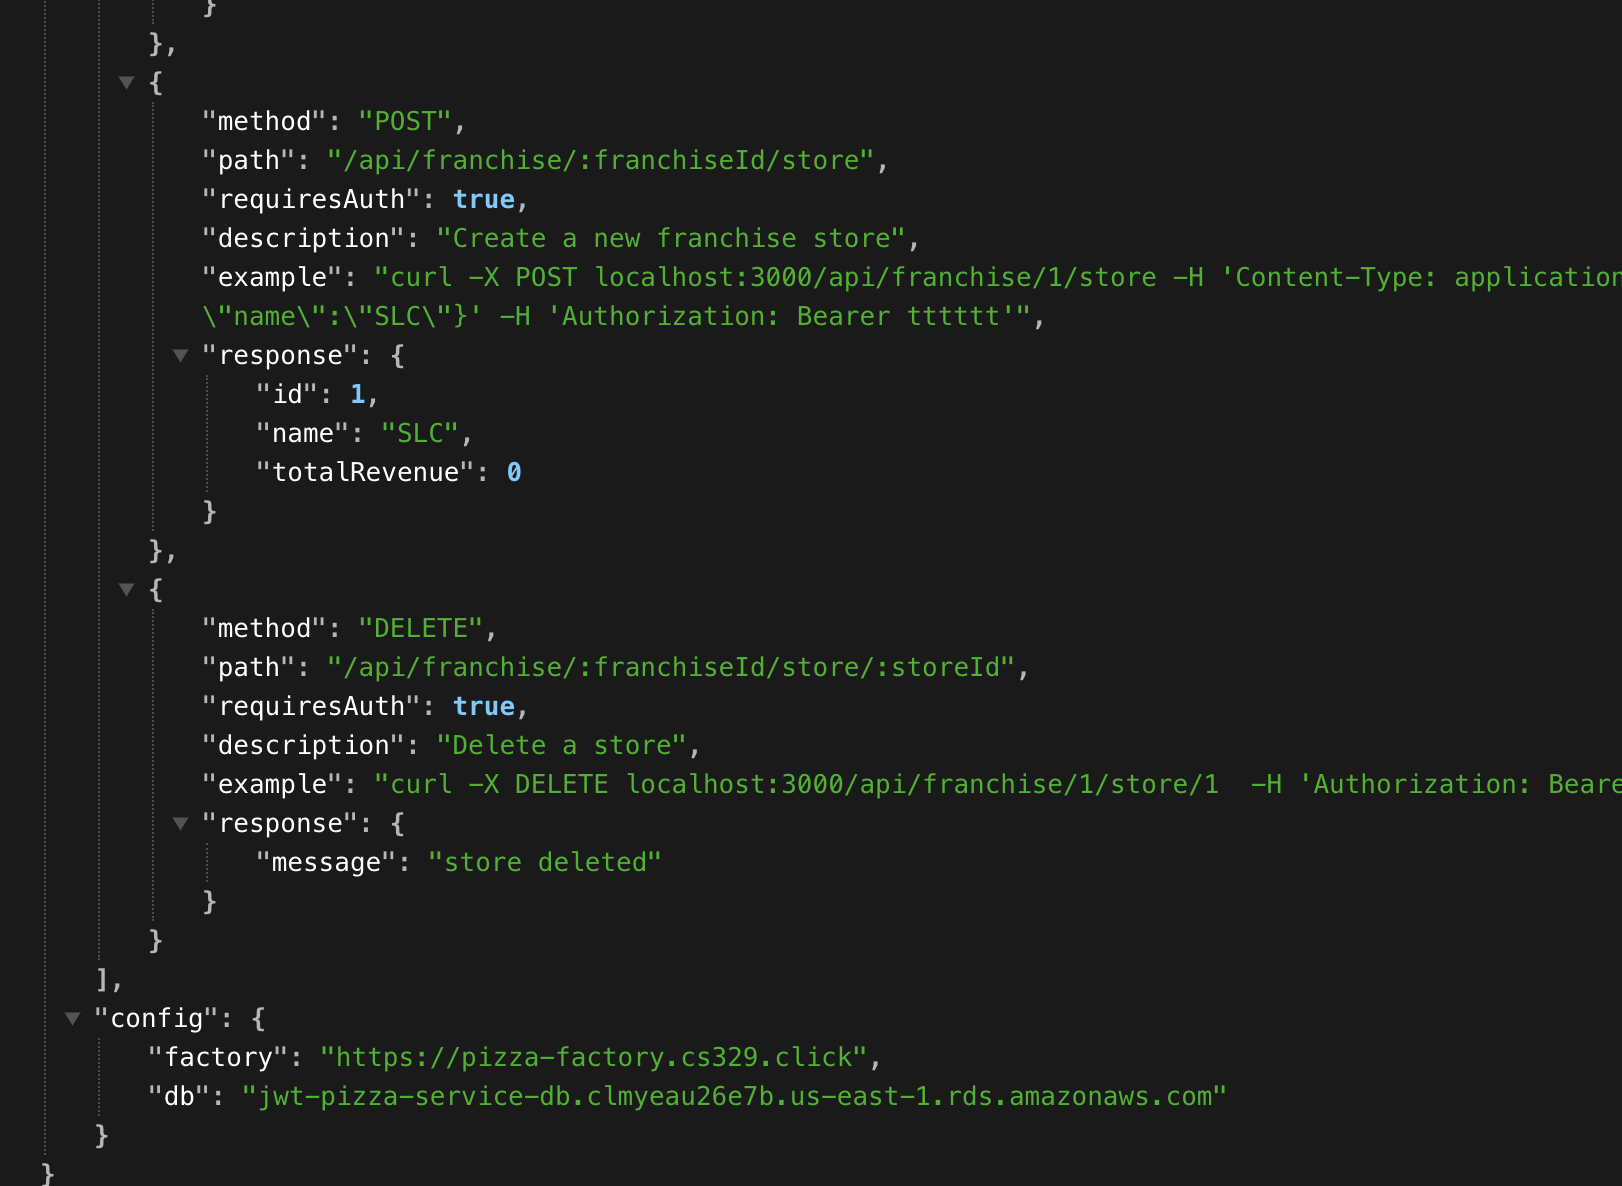 }
},
{
"method": "POST",
"path": "/api/franchise/:franchiseId/store",
"requiresAuth": true,
"description": "Create a new franchise store",
"example": "curl -X POST localhost:3000/api/franchise/1/store -H 'Content-Type: application
\"name\":\"SLC\"}' -H 'Authorization: Bearer tttttt'",
"response": {
"id": 1,
"name": "SLC",
"totalRevenue": 0
}
},
{
"method": "DELETE",
"path": "/api/franchise/:franchiseId/store/:storeId",
"requiresAuth": true,
"description": "Delete a store",
"example": "curl -X DELETE localhost:3000/api/franchise/1/store/1  -H 'Authorization: Beare
"response": {
"message": "store deleted"
}
}
],
"config": {
"factory": "https://pizza-factory.cs329.click",
"db": "jwt-pizza-service-db.clmyeau26e7b.us-east-1.rds.amazonaws.com"
}
}